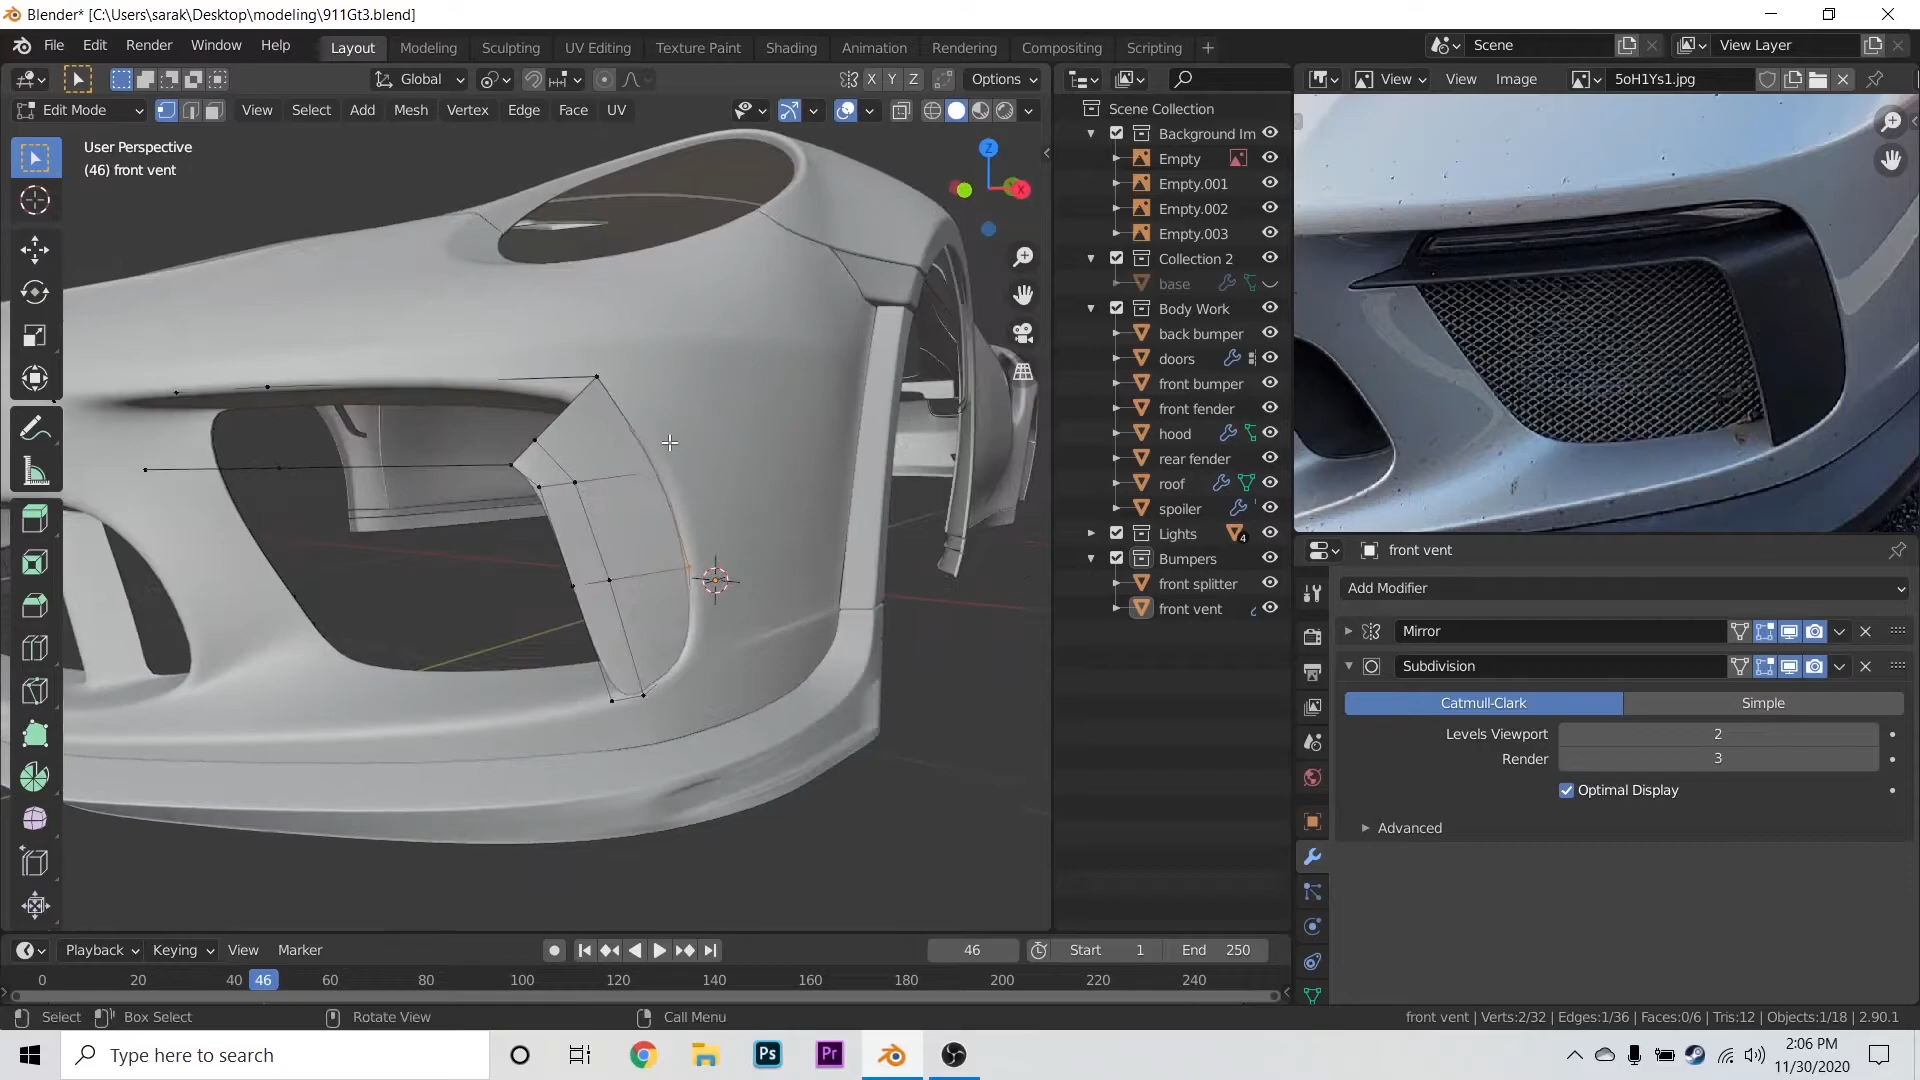 Blender* [C:\Users\sarak\Desktop\modeling\911Gt3.blend]
File Edit Render Window Help Layout Modeling Sculpting UV Editing Texture Paint Shading Animation Rendering Compositing Scripting + Scene View Layer
Global X Y Z Options View View Image 5oH1Ys1.jpg
Edit Mode View Select Add Mesh Vertex Edge Face UV
User Perspective
(46) front vent
Z
X
Scene Collection
Background Im
Empty
Empty.001
Empty.002
Empty.003
Collection 2
base
Body Work
back bumper
doors
front bumper
front fender
hood
rear fender
roof
spoiler
Lights 4
Bumpers
front splitter
front vent
front vent
Add Modifier
Mirror
Subdivision
Catmull-Clark Simple
Levels Viewport 2
Render 3
Optimal Display
Advanced
Playback Keying View Marker 46 Start 1 End 250
0 20 40 46 60 80 100 120 140 160 180 200 220 240
Select Box Select Rotate View Call Menu front vent | Verts:2/32 | Edges:1/36 | Faces:0/6 | Tris:12 | Objects:1/18 | 2.90.1
Type here to search Ps Pr 2:06 PM
11/30/2020